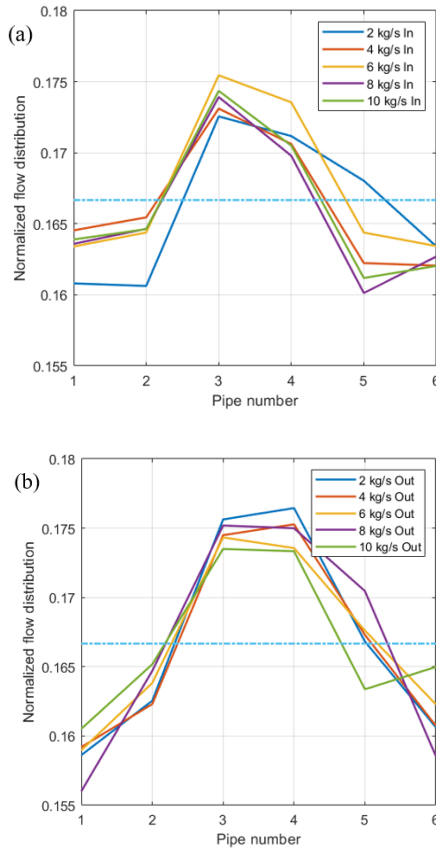 (a)
0.18
0.175
0.17
0.165
0.16
0.155
Normalized flow distribution
2 kg/s In
4 kg/s In
6 kg/s In
8 kg/s In
10 kg/s In
1 2 3 4 5 6
Pipe number
(b)
0.18
0.175
0.17
0.165
0.16
0.155
Normalized flow distribution
2 kg/s Out
4 kg/s Out
6 kg/s Out
8 kg/s Out
10 kg/s Out
1 2 3 4 5 6
Pipe number